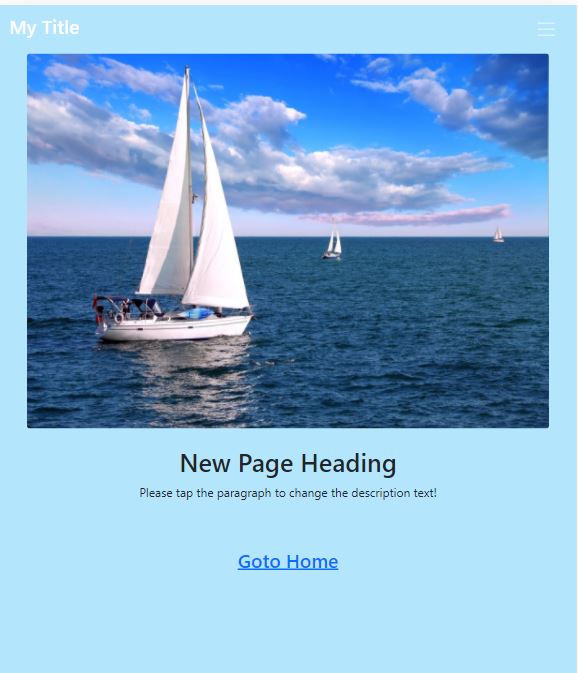 My Title
New Page Heading
Please tap the paragraph to change the description text!
Goto Home